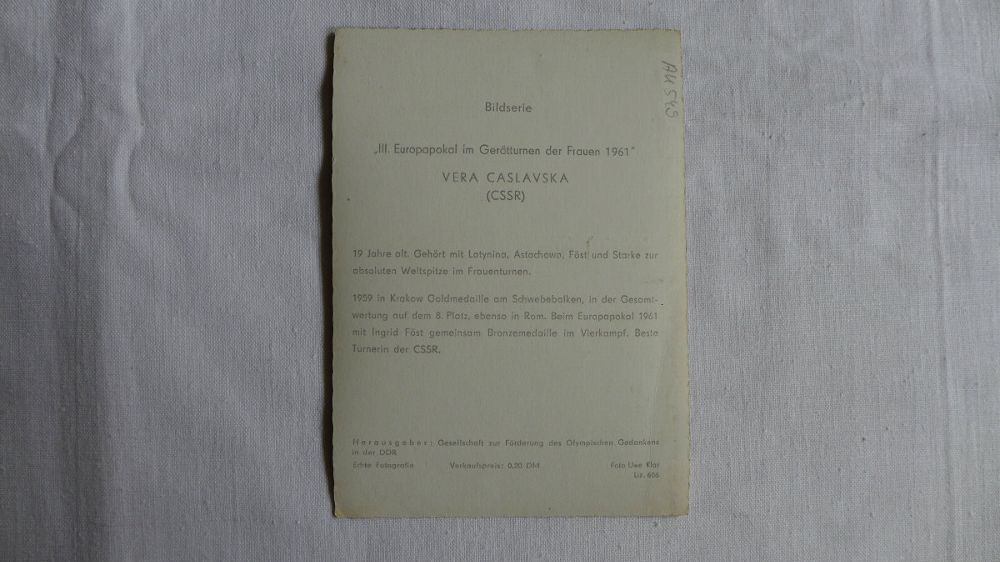 AU 545
Bildserie
„III. Europapokal im Gerätturnen der Frauen 1961"
VERA CASLAVSKA
(CSSR)
19 Jahre alt. Gehört mit Latynina, Astachowa, Föst und Starke zur
absoluten Weltspitze im Frauenturnen.
1959 in Krakow Goldmedaille am Schwebebalken, in der Gesamt-
wertung auf dem 8. Platz, ebenso in Rom. Beim Europapokal 1961
mit Ingrid Föst gemeinsam Bronzemedaille im Vierkampf. Beste
Turnerin der CSSR.
Herausgeber: Gesellschaft zur Förderung des Olympischen Gedankens
in der DDR
Echte Fotografie Verkaufspreis: 0,20 DM Foto Uwe Klar
Liz. 606